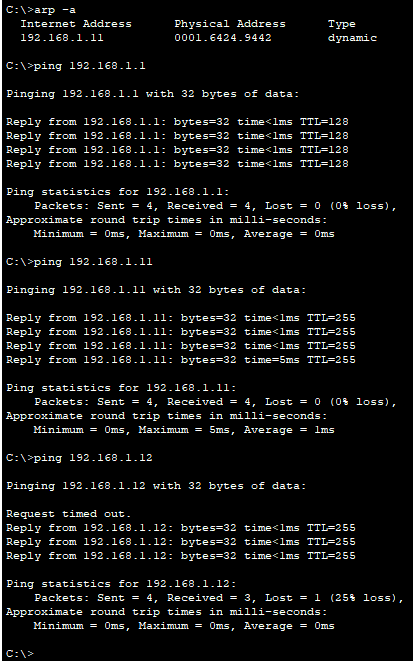 C:\>arp -a
  Internet Address      Physical Address      Type
  192.168.1.11          0001.6424.9442        dynamic

C:\>ping 192.168.1.1

Pinging 192.168.1.1 with 32 bytes of data:

Reply from 192.168.1.1: bytes=32 time<1ms TTL=128
Reply from 192.168.1.1: bytes=32 time<1ms TTL=128
Reply from 192.168.1.1: bytes=32 time<1ms TTL=128
Reply from 192.168.1.1: bytes=32 time<1ms TTL=128

Ping statistics for 192.168.1.1:
    Packets: Sent = 4, Received = 4, Lost = 0 (0% loss),
Approximate round trip times in milli-seconds:
    Minimum = 0ms, Maximum = 0ms, Average = 0ms

C:\>ping 192.168.1.11

Pinging 192.168.1.11 with 32 bytes of data:

Reply from 192.168.1.11: bytes=32 time<1ms TTL=255
Reply from 192.168.1.11: bytes=32 time<1ms TTL=255
Reply from 192.168.1.11: bytes=32 time<1ms TTL=255
Reply from 192.168.1.11: bytes=32 time=5ms TTL=255

Ping statistics for 192.168.1.11:
    Packets: Sent = 4, Received = 4, Lost = 0 (0% loss),
Approximate round trip times in milli-seconds:
    Minimum = 0ms, Maximum = 5ms, Average = 1ms

C:\>ping 192.168.1.12

Pinging 192.168.1.12 with 32 bytes of data:

Request timed out.
Reply from 192.168.1.12: bytes=32 time<1ms TTL=255
Reply from 192.168.1.12: bytes=32 time<1ms TTL=255
Reply from 192.168.1.12: bytes=32 time<1ms TTL=255

Ping statistics for 192.168.1.12:
    Packets: Sent = 4, Received = 3, Lost = 1 (25% loss),
Approximate round trip times in milli-seconds:
    Minimum = 0ms, Maximum = 0ms, Average = 0ms

C:\>